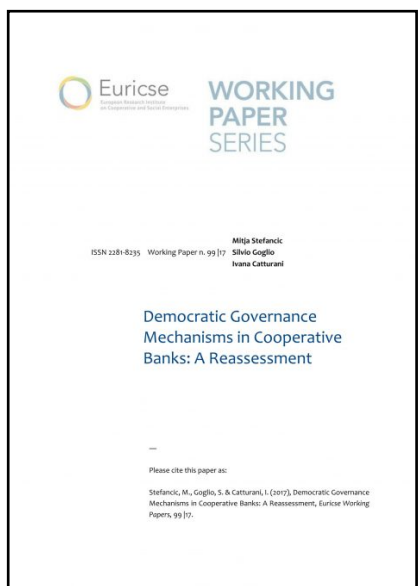 Euricse
European Research Institute
on Cooperative and Social Enterprises
WORKING
PAPER
SERIES
Mitja Stefancic
ISSN 2281-8235 Working Paper n. 99 |17 Silvio Goglio
Ivana Catturani
Democratic Governance
Mechanisms in Cooperative
Banks: A Reassessment
—
Please cite this paper as:
Stefancic, M., Goglio, S. & Catturani, I. (2017), Democratic Governance
Mechanisms in Cooperative Banks: A Reassessment, Euricse Working
Papers, 99 |17.